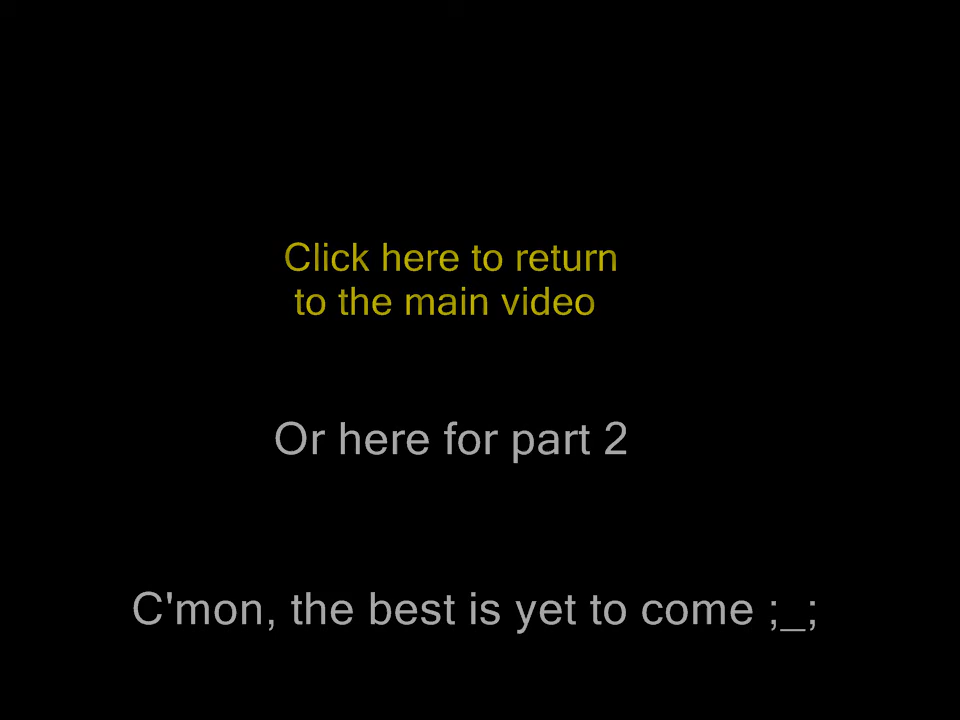 Click here to return
to the main video
Or here for part 2
C'mon, the best is yet to come ;_;